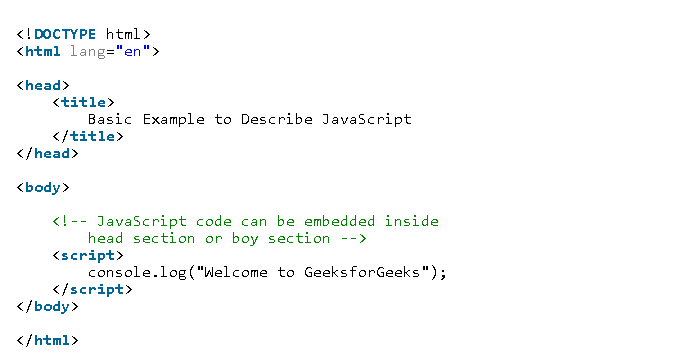 <!DOCTYPE html>
<html lang="en">
<head>
<title>
Basic Example to Describe JavaScript
</title>
</head>
<body>
<!-- JavaScript code can be embedded inside
head section or boy section -->
<script>
console.log("Welcome to GeeksforGeeks");
</script>
</body>
</html>